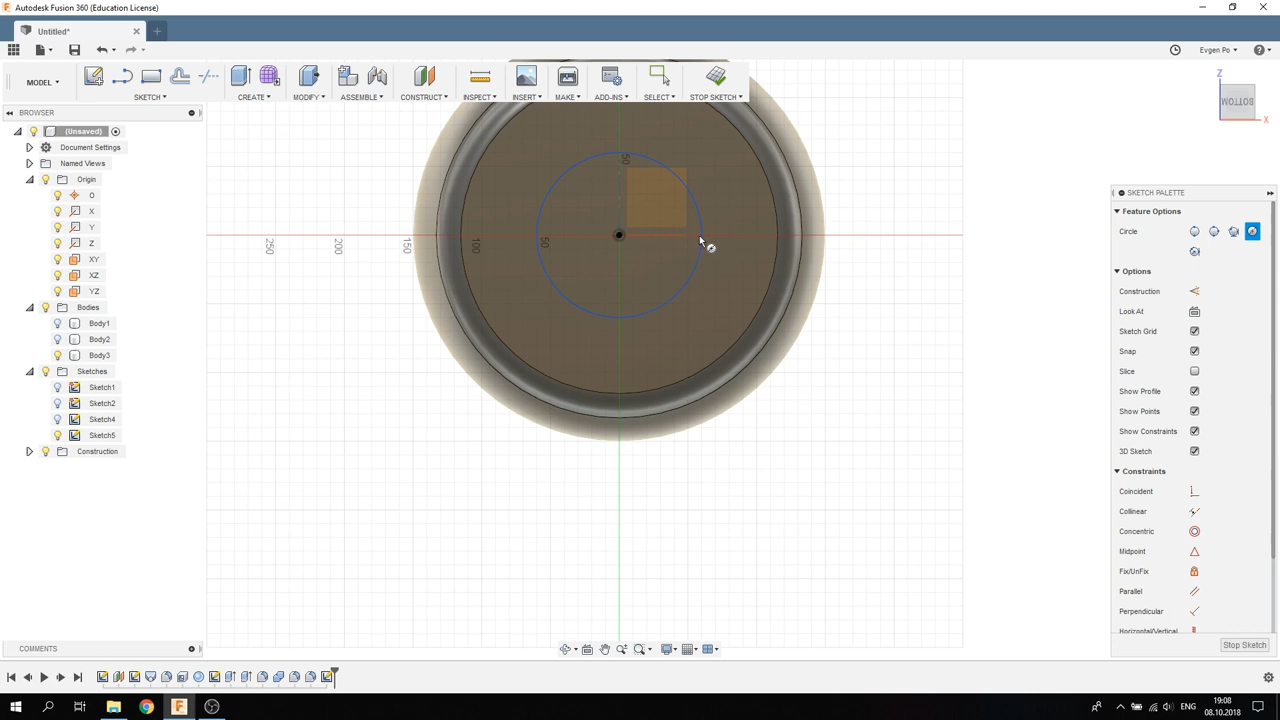 Autodesk Fusion 360 (Education License)
Untitled*
Evgen Po
MODEL
SKETCH
CREATE
MODIFY
ASSEMBLE
CONSTRUCT
INSPECT
INSERT
MAKE
ADD-INS
SELECT
STOP SKETCH
BROWSER
(Unsaved)
Document Settings
Named Views
Origin
O
X
Y
Z
XY
XZ
YZ
Bodies
Body1
Body2
Body3
Sketches
Sketch1
Sketch2
Sketch4
Sketch5
Construction
250
200
150
100
50
50
Z
BOTTOM
X
SKETCH PALETTE
Feature Options
Circle
Options
Construction
Look At
Sketch Grid
Snap
Slice
Show Profile
Show Points
Show Constraints
3D Sketch
Constraints
Coincident
Collinear
Concentric
Midpoint
Fix/UnFix
Parallel
Perpendicular
Horizontal/Vertical
Stop Sketch
COMMENTS
ENG
19:08
08.10.2018